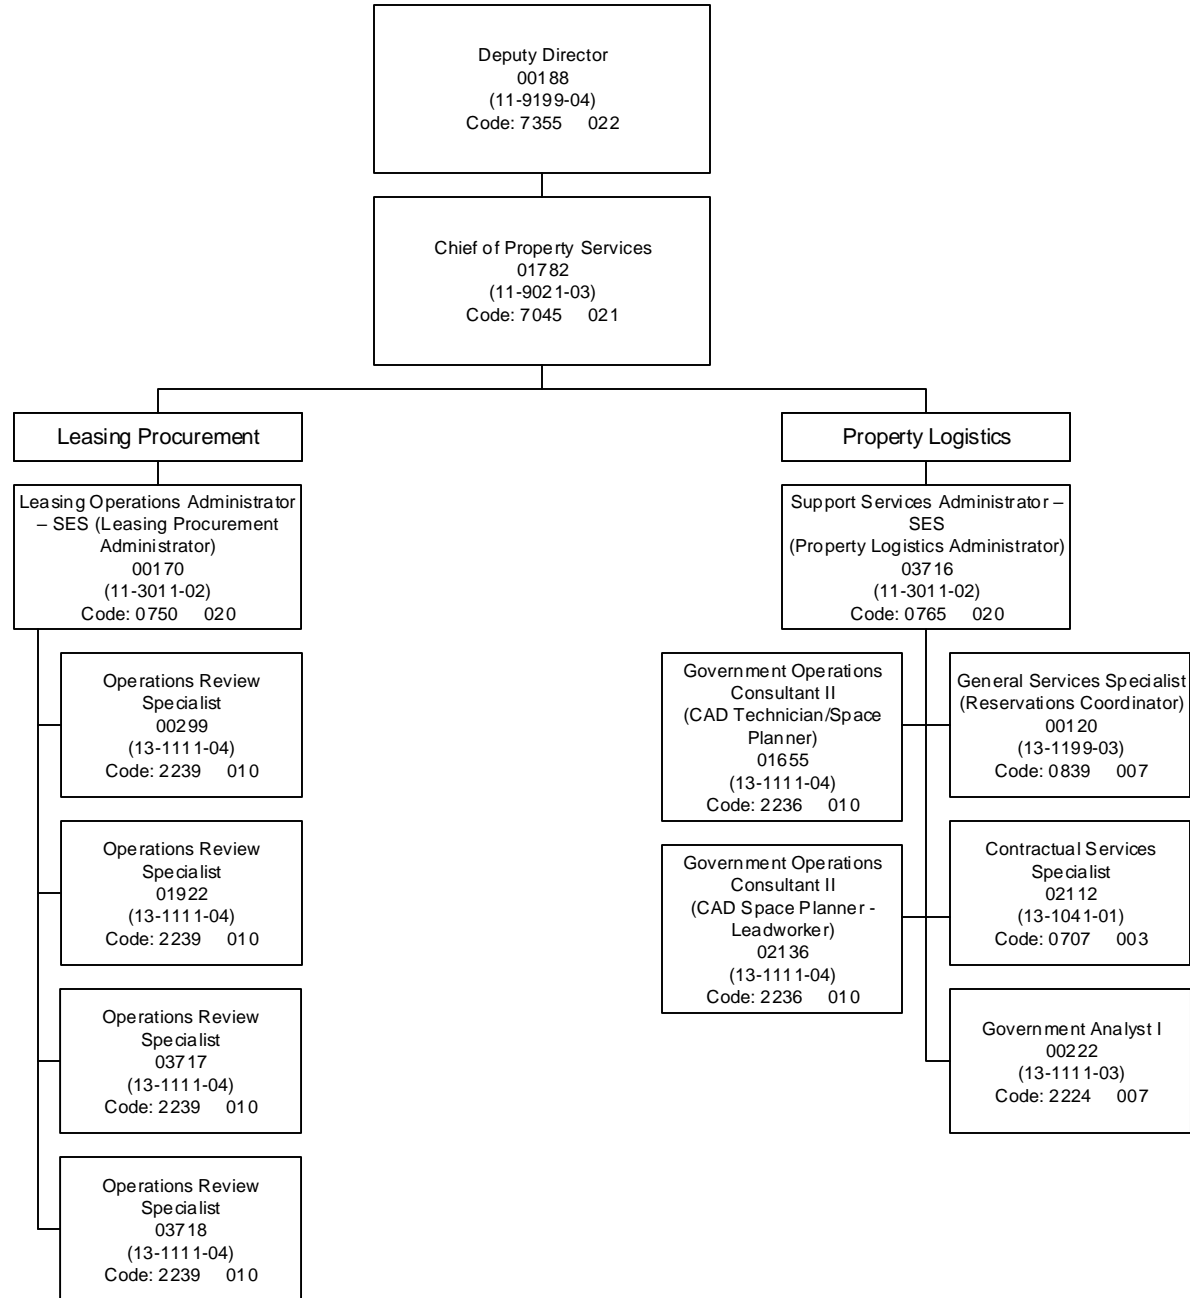 Deputy Director
00188
(11-9199-04)
Code: 7355 022
Chief of Property Services
01782
(11-9021-03)
Code: 7045 021
Leasing Procurement
Leasing Operations Administrator
– SES (Leasing Procurement
Administrator)
00170
(11-3011-02)
Code: 0750 020
Operations Review
Specialist
00299
(13-1111-04)
Code: 2239 010
Operations Review
Specialist
01922
(13-1111-04)
Code: 2239 010
Operations Review
Specialist
03717
(13-1111-04)
Code: 2239 010
Operations Review
Specialist
03718
(13-1111-04)
Code: 2239 010
Property Logistics
Support Services Administrator –
SES
(Property Logistics Administrator)
03716
(11-3011-02)
Code: 0765 020
Government Operations
Consultant II
(CAD Technician/Space
Planner)
01655
(13-1111-04)
Code: 2236 010
Government Operations
Consultant II
(CAD Space Planner -
Leadworker)
02136
(13-1111-04)
Code: 2236 010
General Services Specialist
(Reservations Coordinator)
00120
(13-1199-03)
Code: 0839 007
Contractual Services
Specialist
02112
(13-1041-01)
Code: 0707 003
Government Analyst I
00222
(13-1111-03)
Code: 2224 007